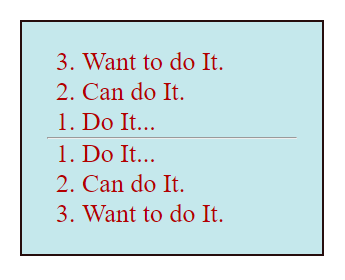 3. Want to do It.
2. Can do It.
1. Do It...
1. Do It...
2. Can do It.
3. Want to do It.